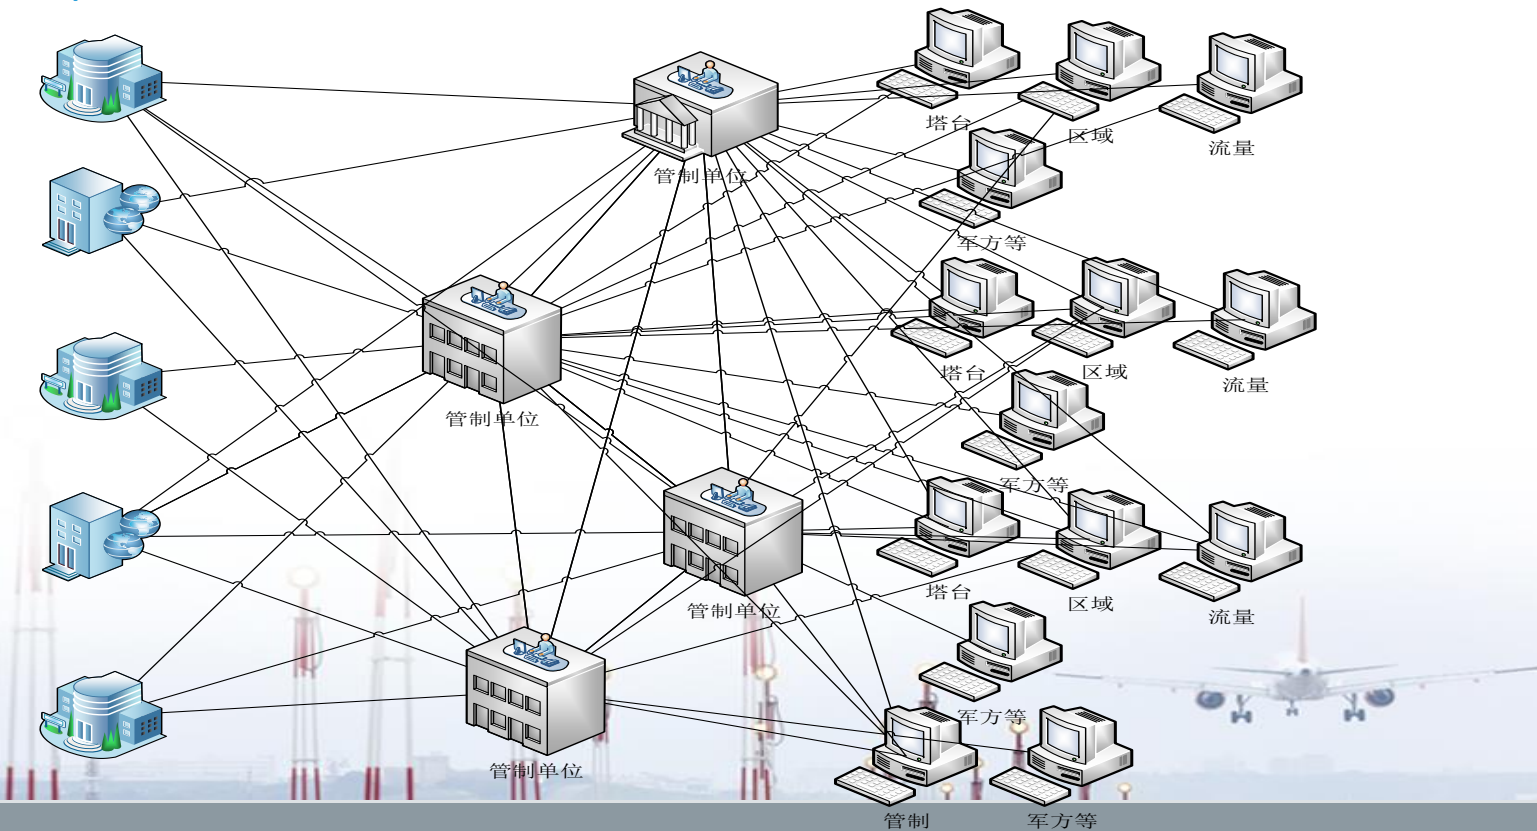 塔台
区域
流量
管制单位
军方等
塔台
区域
流量
管制单位
军方等
塔台
区域
流量
管制单位
军方等
管制单位
管制
军方等